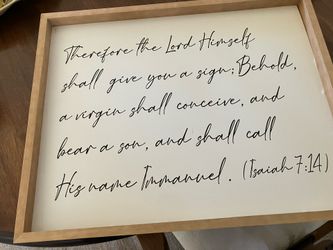 Therefore the Lord Himself
shall give you a sign; Behold,
a virgin shall conceive, and
bear a son, and shall call
His name Immanuel. (Isaiah 7:14)